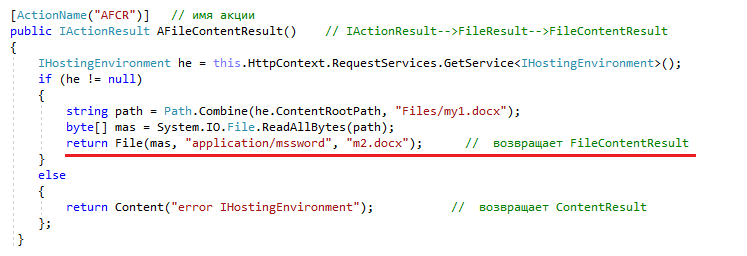 [ActionName("AFCR")]   // имя акции
public IActionResult AFileContentResult()    // IActionResult-->FileResult-->FileContentResult
{
IHostingEnvironment he = this.HttpContext.RequestServices.GetService<IHostingEnvironment>();
if (he != null)
{
string path = Path.Combine(he.ContentRootPath, "Files/my1.docx");
byte[] mas = System.IO.File.ReadAllBytes(path);
return File(mas, "application/mssword", "m2.docx");      //  возвращает FileContentResult
}
else
{
return Content("error IHostingEnvironment");           //  возвращает ContentResult
};
}